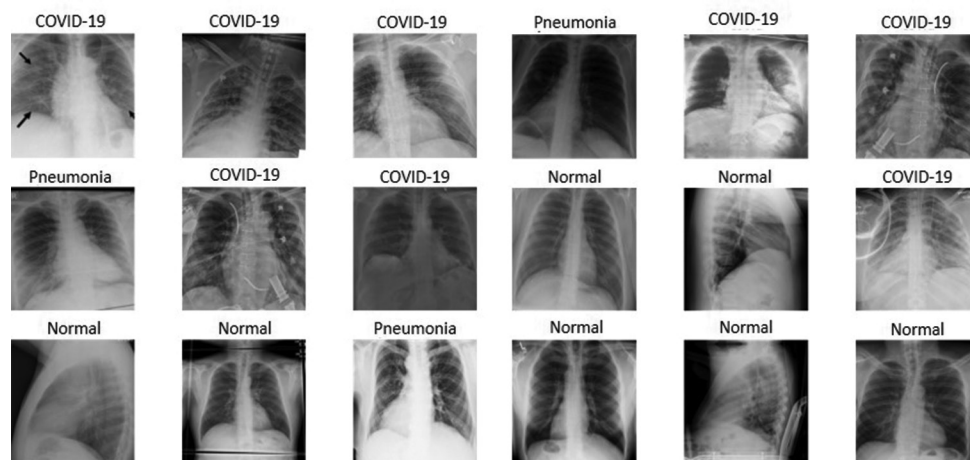 COVID-19 COVID-19 COVID-19 Pneumonia COVID-19 COVID-19
Pneumonia COVID-19 COVID-19 Normal Normal COVID-19
Normal Normal Pneumonia Normal Normal Normal